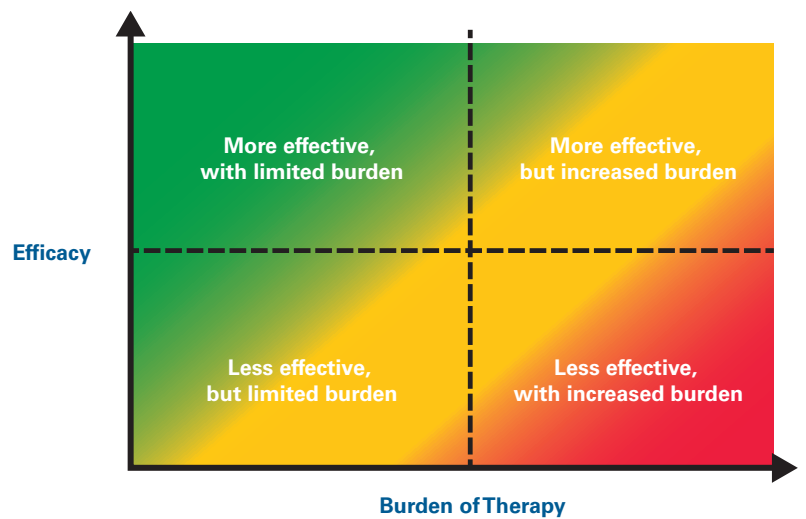 More effective,
with limited burden
More effective,
but increased burden
Efficacy
Less effective,
but limited burden
Less effective,
with increased burden
Burden of Therapy